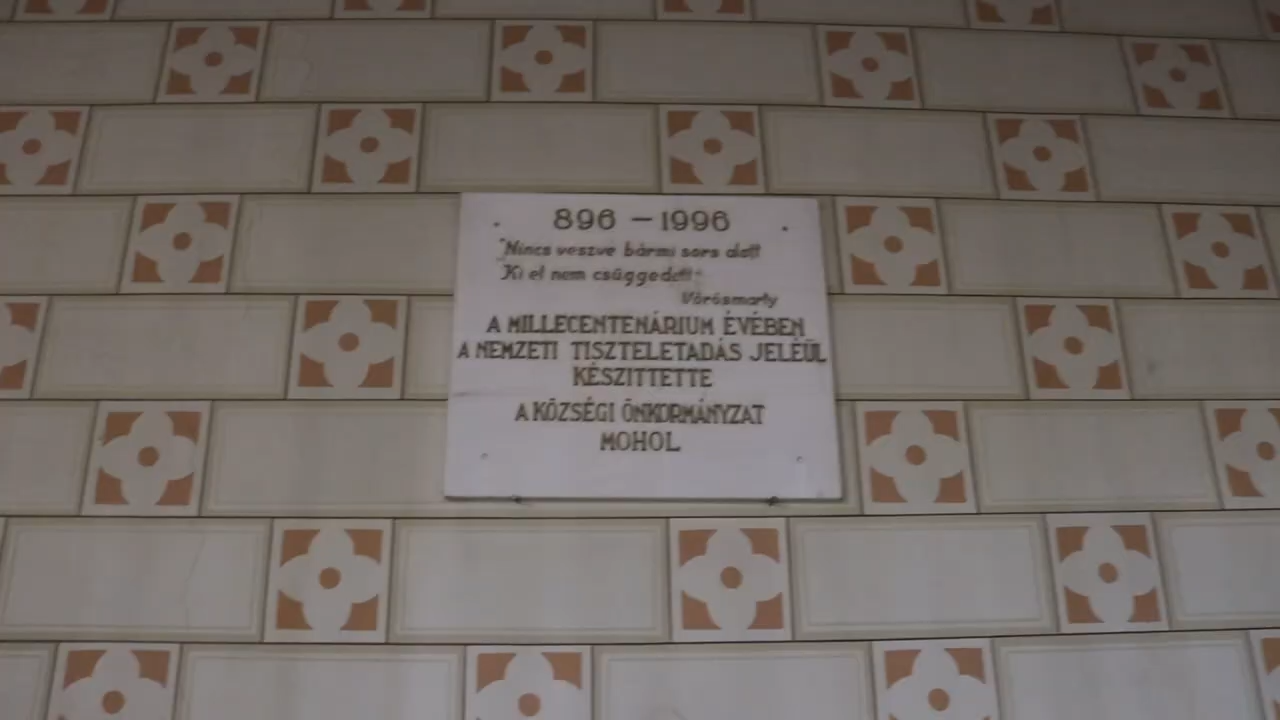 896 – 1996
"Nincs veszve bármi sors alatt
Ki el nem csüggedett"
Vörösmarty
A MILLECENTENÁRIUM ÉVÉBEN
A NEMZETI TISZTELETADÁS JELÉÜL
KÉSZITTETTE
A KÖZSÉGI ÖNKORMÁNYZAT
MOHOL